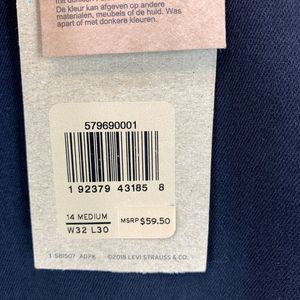 De kleur kan afgeven op andere
materialen, meubels of de huid. Was
apart of met donkere kleuren.
579690001
1 92379 43185 8
14 MEDIUM
W32 L30
MSRP $59.50
©2018 LEVI STRAUSS & CO.